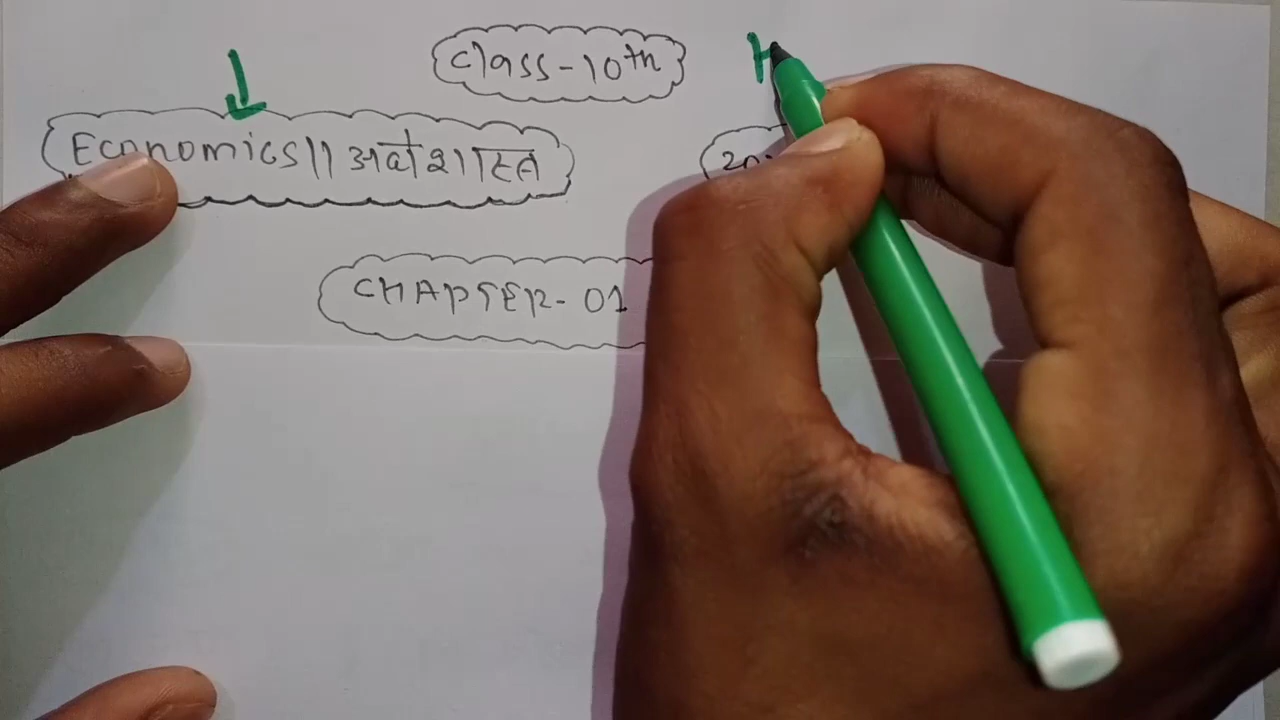 Class-10th
Economics || अर्थशास्त्र
CHAPTER- 01